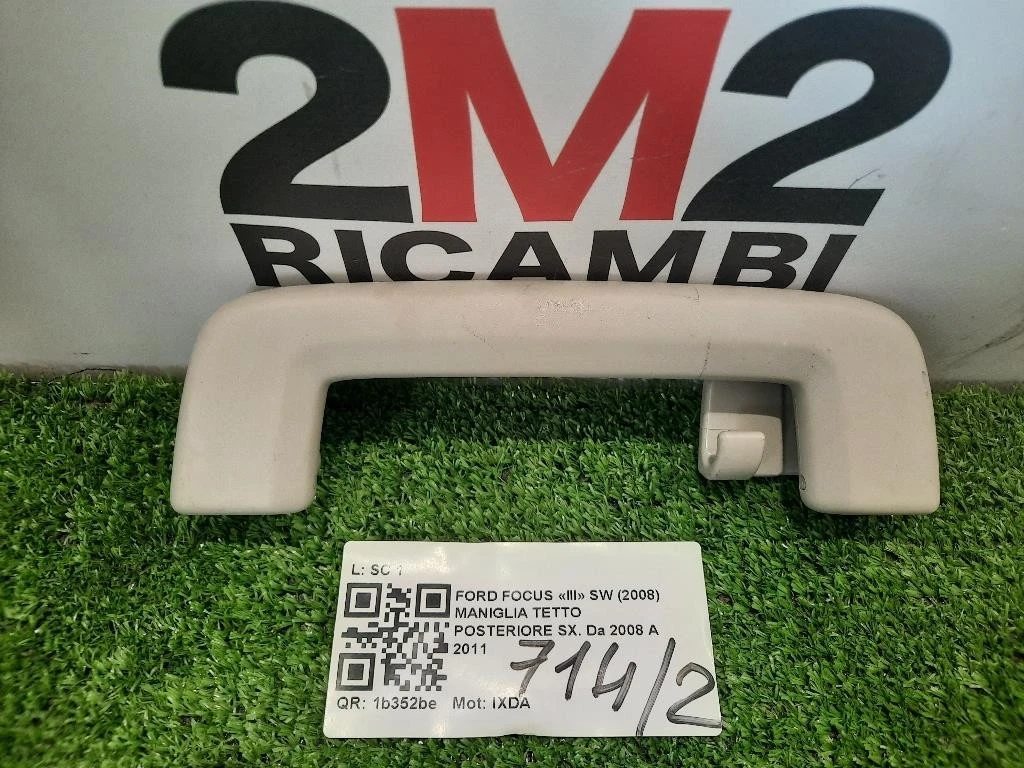 2M2
RICAMBI
L: SC 1
FORD FOCUS «III» SW (2008)
MANIGLIA TETTO
POSTERIORE SX. Da 2008 A
2011
714/2
QR: 1b352be Mot: IXDA